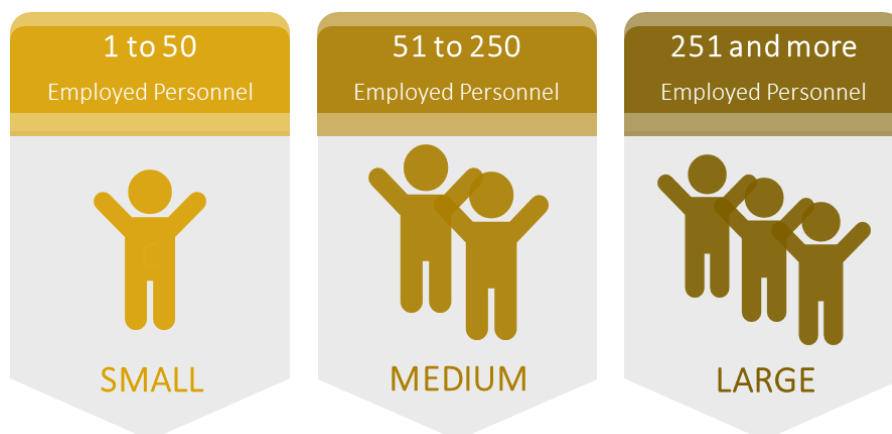 1 to 50
Employed Personnel
SMALL
51 to 250
Employed Personnel
MEDIUM
251 and more
Employed Personnel
LARGE